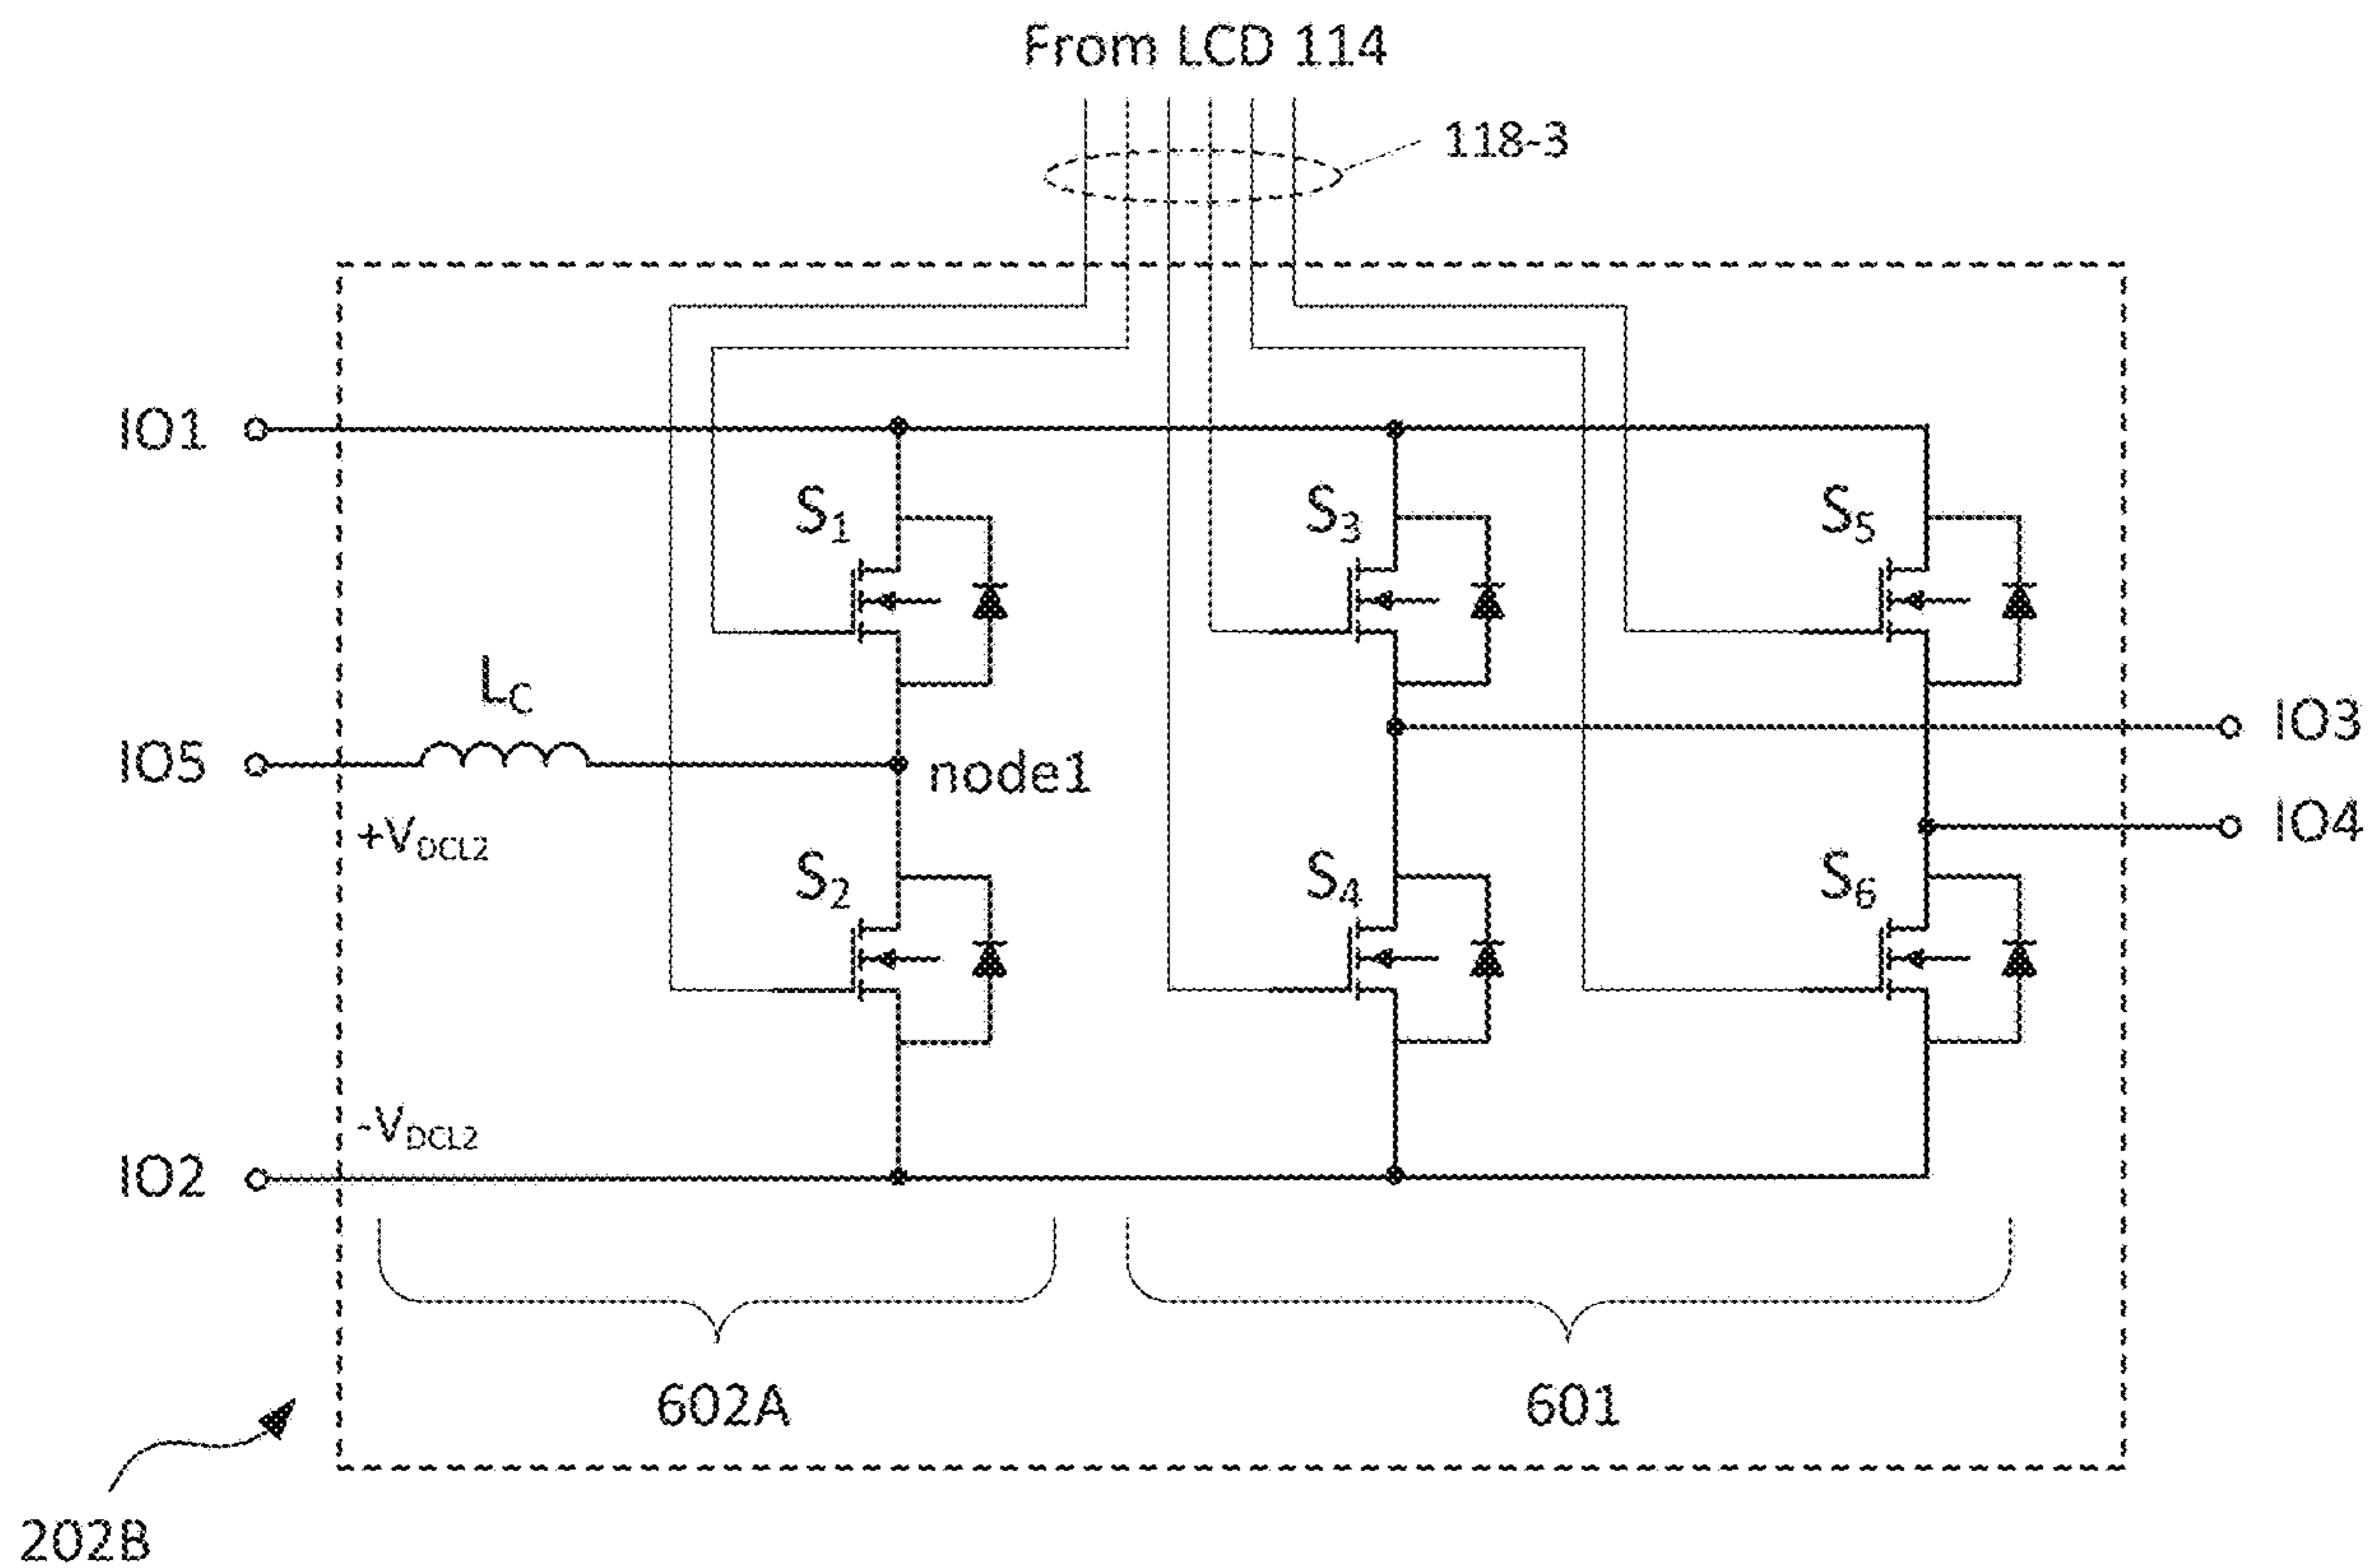 From LCD 114
118-3
IO1
S1
S3
S5
LC
IO3
IO5
node1
IO4
+VDCL2
S2
S4
S6
-VDCL2
IO2
602A
601
202B